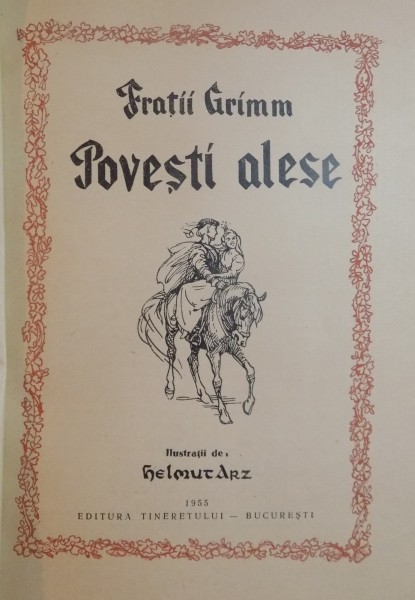 Frații Grimm
Povești alese
Ilustrații de:
Helmut Arz
1955
EDITURA TINERETULUI — BUCUREȘTI